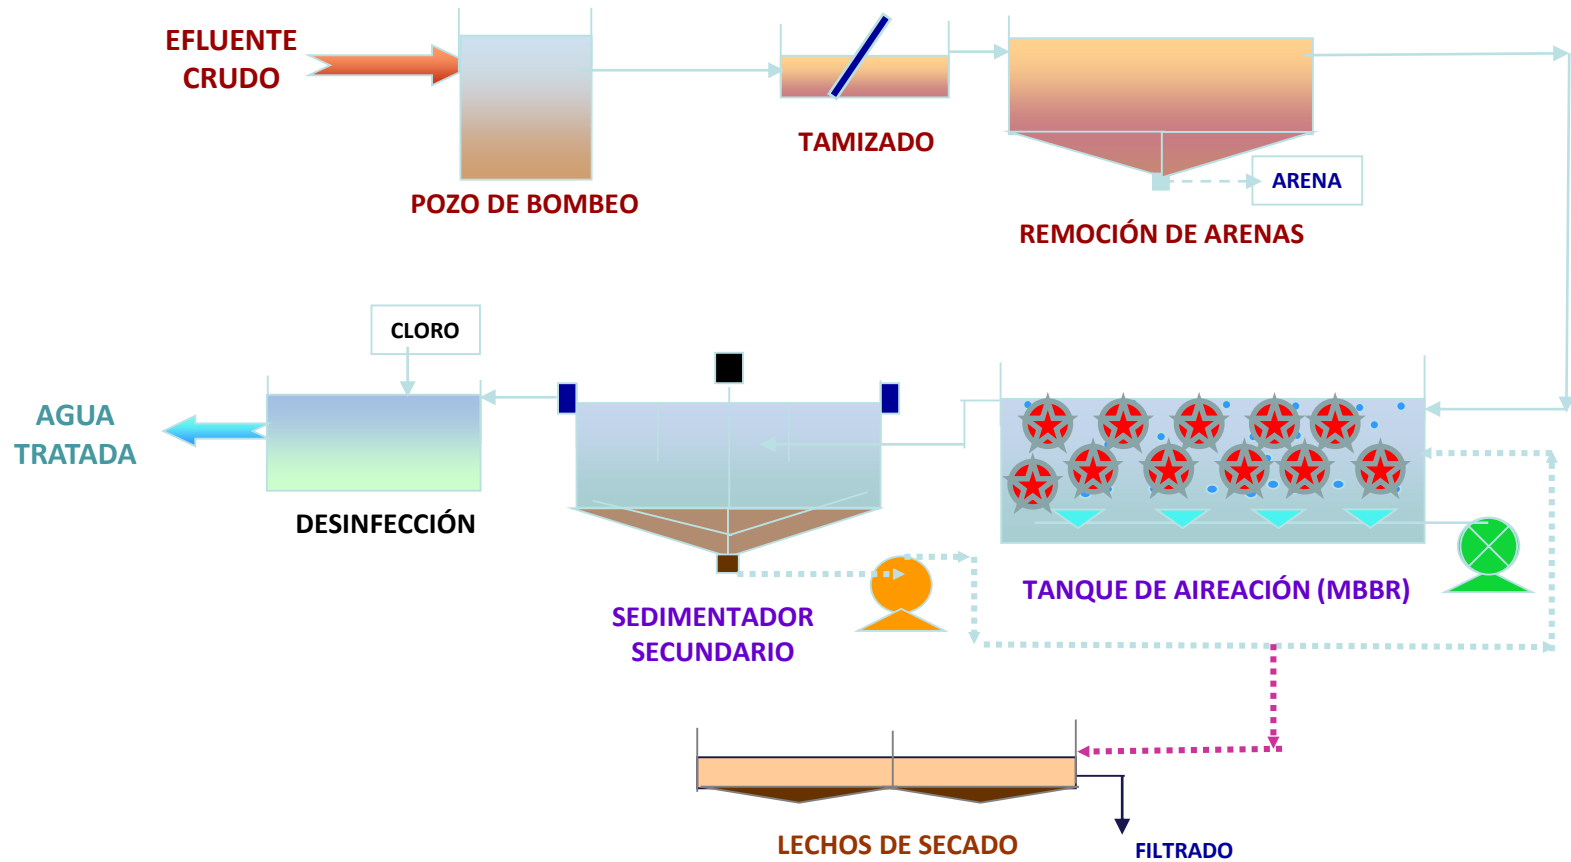 EFLUENTE
CRUDO
POZO DE BOMBEO
TAMIZADO
ARENA
REMOCIÓN DE ARENAS
CLORO
AGUA
TRATADA
DESINFECCIÓN
SEDIMENTADOR
SECUNDARIO
TANQUE DE AIREACIÓN (MBBR)
LECHOS DE SECADO
FILTRADO